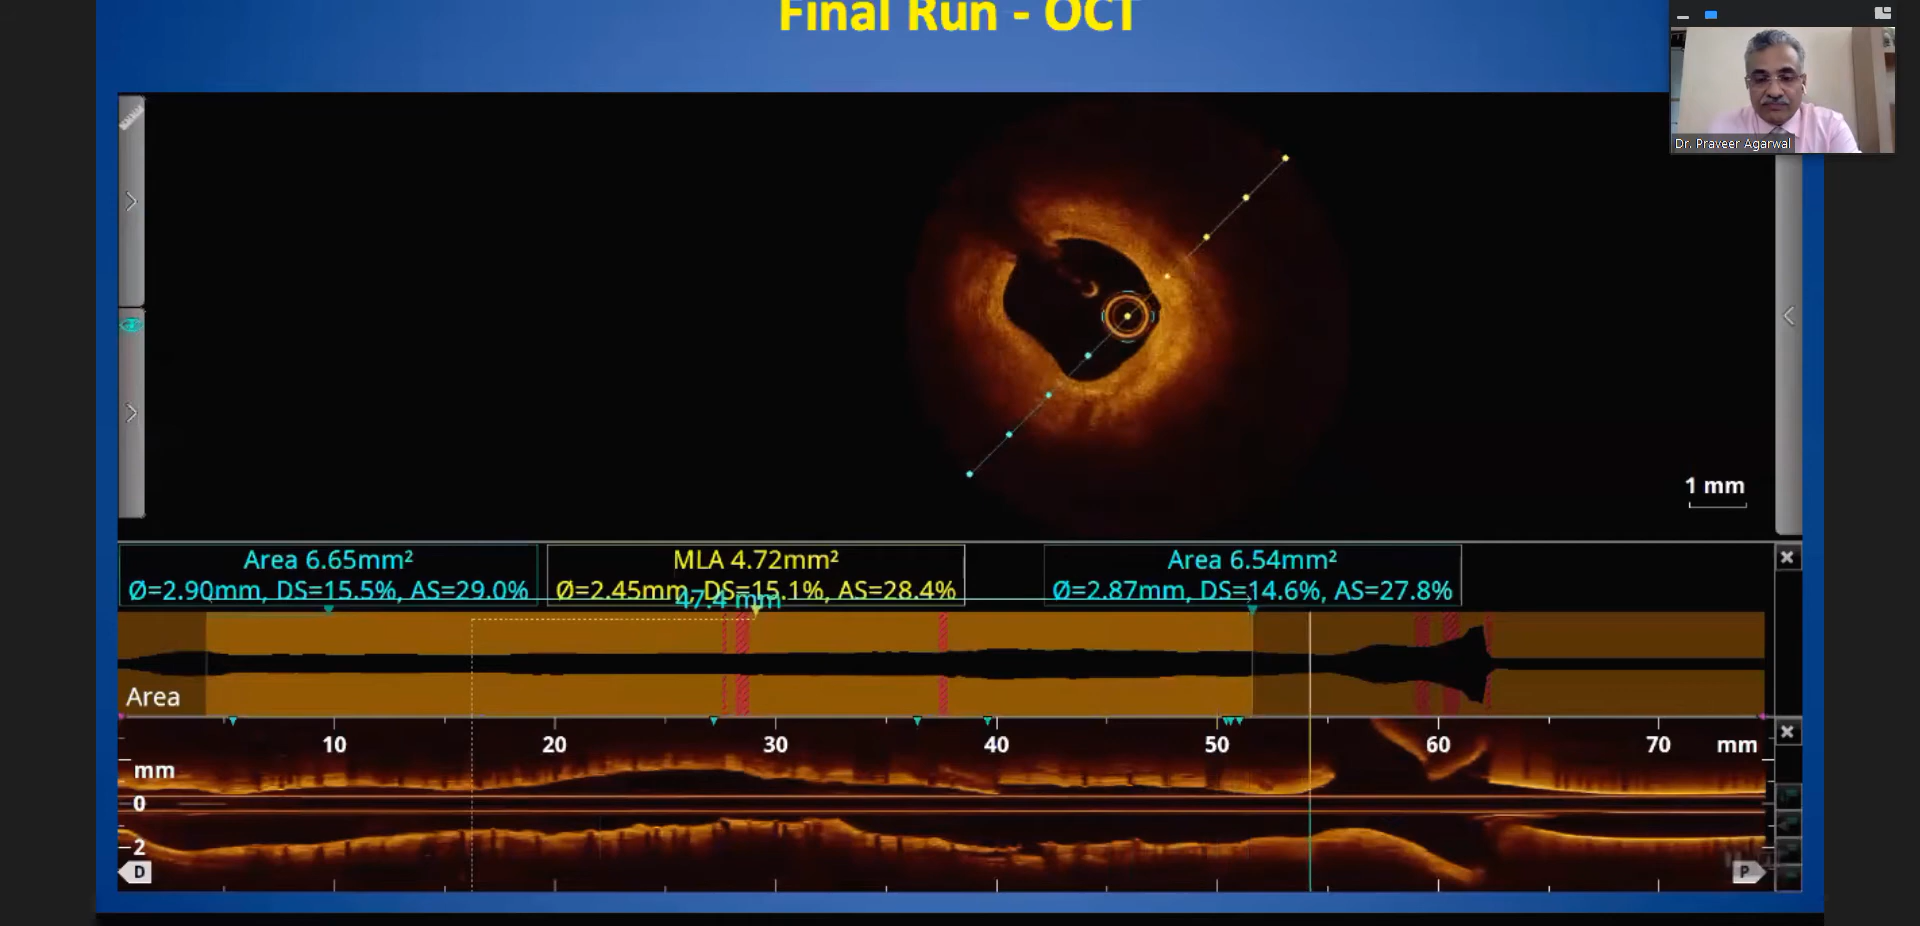 Final Run - OCT
Dr. Praveer Agarwal
1 mm
Area 6.65mm²
Ø=2.90mm, DS=15.5%, AS=29.0%
MLA 4.72mm²
Ø=2.45mm, DS=15.1%, AS=28.4%
Area 6.54mm²
Ø=2.87mm, DS=14.6%, AS=27.8%
47.4 mm
Area
10 20 30 40 50 60 70 mm
mm
0
2
D
P